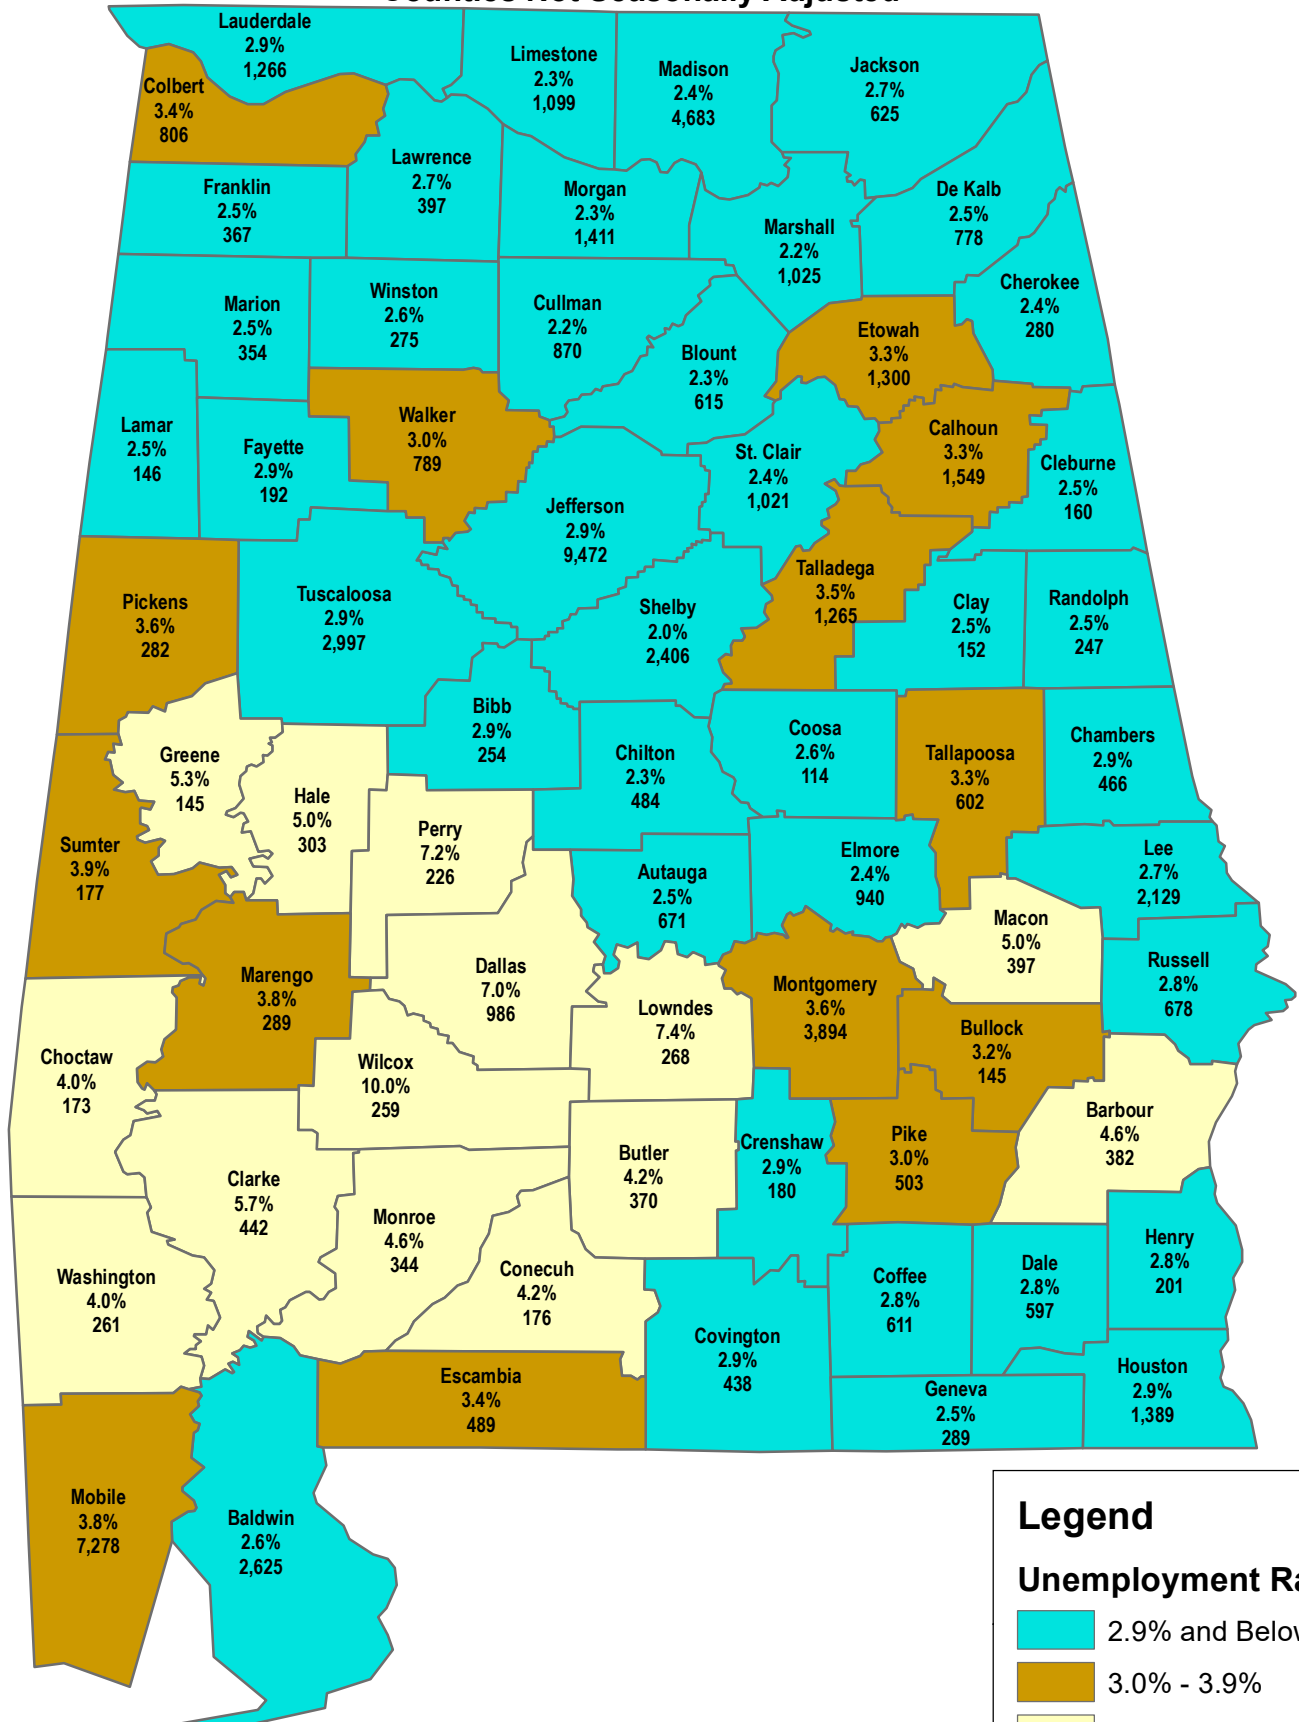 Counties Not Seasonally Adjusted
Lauderdale
2.9%
1,266
Limestone
2.3%
1,099
Madison
2.4%
4,683
Jackson
2.7%
625
Colbert
3.4%
806
Lawrence
2.7%
397
Franklin
2.5%
367
Morgan
2.3%
1,411
Marshall
2.2%
1,025
De Kalb
2.5%
778
Cherokee
2.4%
280
Marion
2.5%
354
Winston
2.6%
275
Cullman
2.2%
870
Blount
2.3%
615
Etowah
3.3%
1,300
Lamar
2.5%
146
Fayette
2.9%
192
Walker
3.0%
789
Jefferson
2.9%
9,472
St. Clair
2.4%
1,021
Calhoun
3.3%
1,549
Cleburne
2.5%
160
Pickens
3.6%
282
Tuscaloosa
2.9%
2,997
Shelby
2.0%
2,406
Talladega
3.5%
1,265
Clay
2.5%
152
Randolph
2.5%
247
Greene
5.3%
145
Hale
5.0%
303
Bibb
2.9%
254
Chilton
2.3%
484
Coosa
2.6%
114
Tallapoosa
3.3%
602
Chambers
2.9%
466
Sumter
3.9%
177
Perry
7.2%
226
Autauga
2.5%
671
Elmore
2.4%
940
Lee
2.7%
2,129
Macon
5.0%
397
Russell
2.8%
678
Marengo
3.8%
289
Dallas
7.0%
986
Lowndes
7.4%
268
Montgomery
3.6%
3,894
Bullock
3.2%
145
Choctaw
4.0%
173
Wilcox
10.0%
259
Barbour
4.6%
382
Clarke
5.7%
442
Butler
4.2%
370
Crenshaw
2.9%
180
Pike
3.0%
503
Monroe
4.6%
344
Washington
4.0%
261
Conecuh
4.2%
176
Coffee
2.8%
611
Dale
2.8%
597
Henry
2.8%
201
Covington
2.9%
438
Escambia
3.4%
489
Geneva
2.5%
289
Houston
2.9%
1,389
Mobile
3.8%
7,278
Baldwin
2.6%
2,625
Legend
Unemployment Ra
2.9% and Below
3.0% - 3.9%